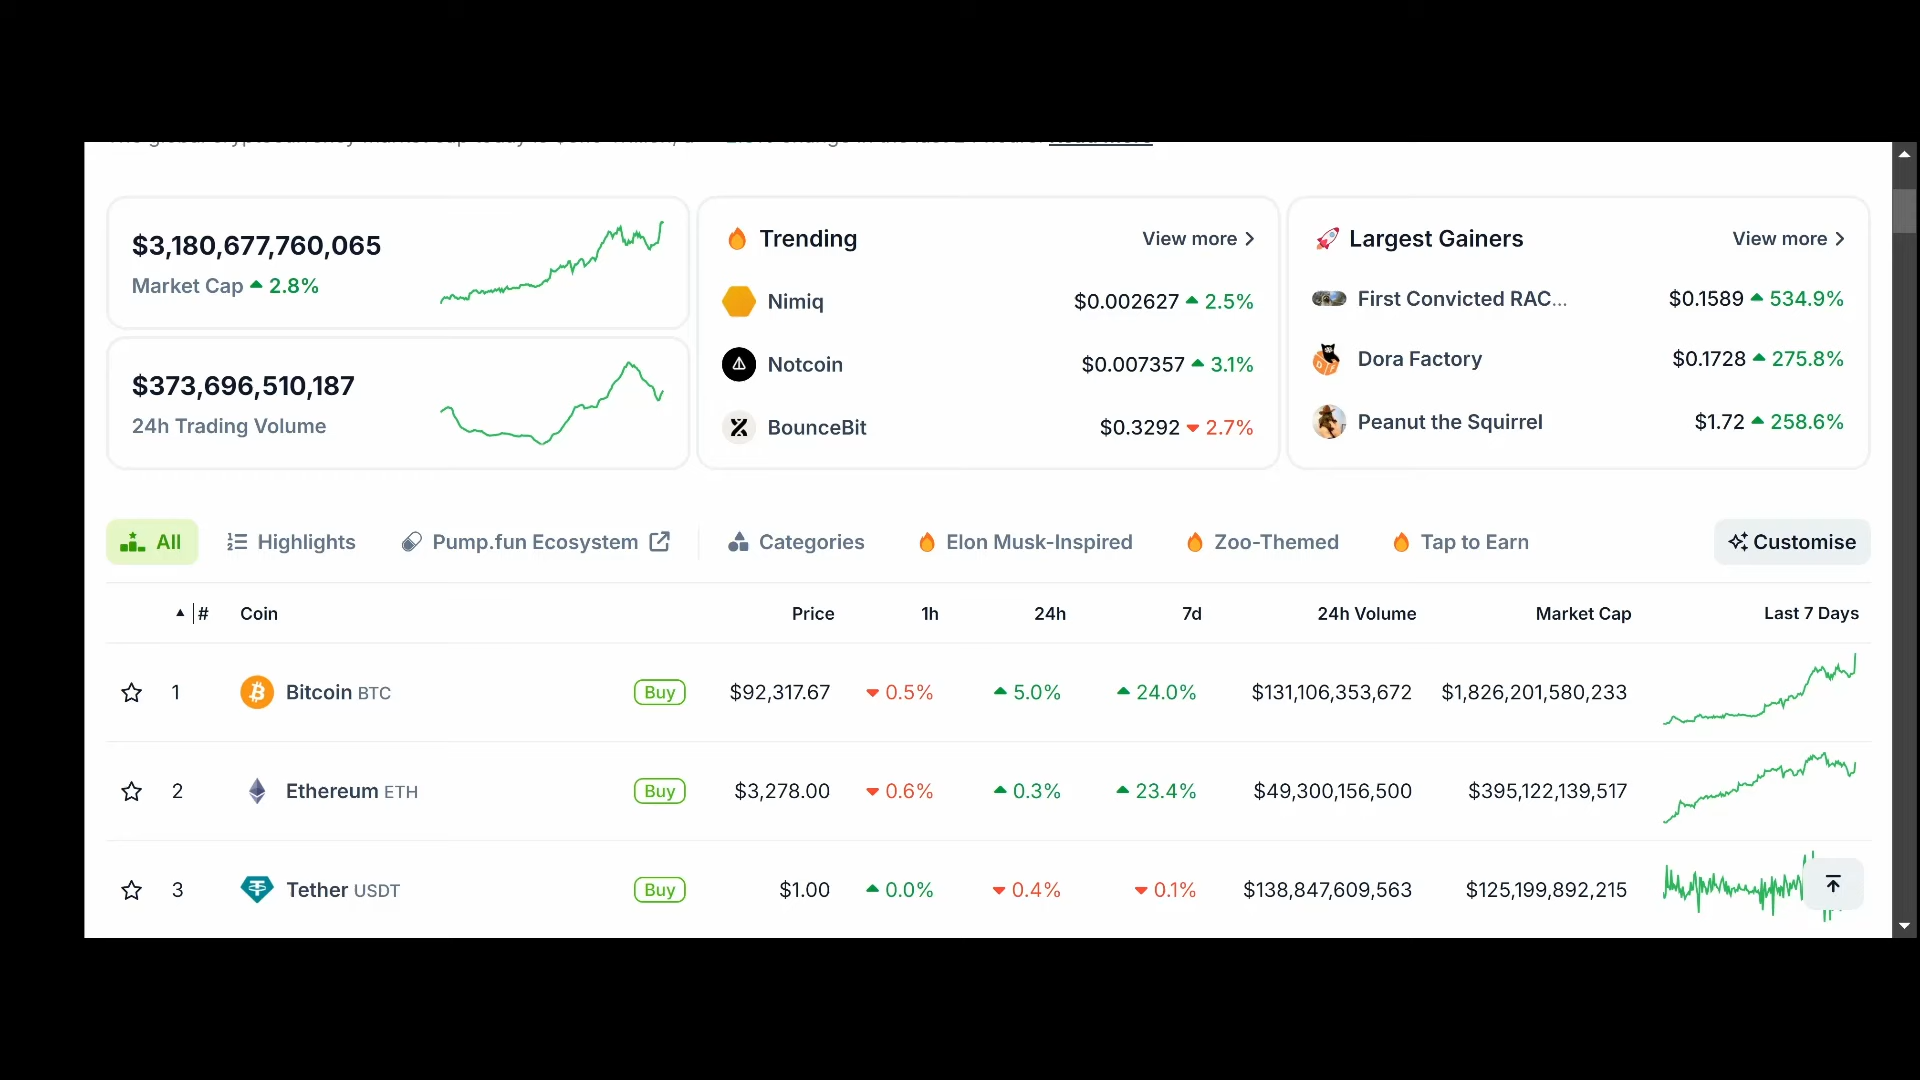 $3,180,677,760,065
Market Cap 2.8%
$373,696,510,187
24h Trading Volume
Trending View more
Nimiq $0.002627 2.5%
Notcoin $0.007357 3.1%
BounceBit $0.3292 2.7%
Largest Gainers View more
First Convicted RAC... $0.1589 534.9%
Dora Factory $0.1728 275.8%
Peanut the Squirrel $1.72 258.6%
All Highlights Pump.fun Ecosystem Categories Elon Musk-Inspired Zoo-Themed Tap to Earn Customise
# Coin Price 1h 24h 7d 24h Volume Market Cap Last 7 Days
1 Bitcoin BTC Buy $92,317.67 0.5% 5.0% 24.0% $131,106,353,672 $1,826,201,580,233
2 Ethereum ETH Buy $3,278.00 0.6% 0.3% 23.4% $49,300,156,500 $395,122,139,517
3 Tether USDT Buy $1.00 0.0% 0.4% 0.1% $138,847,609,563 $125,199,892,215